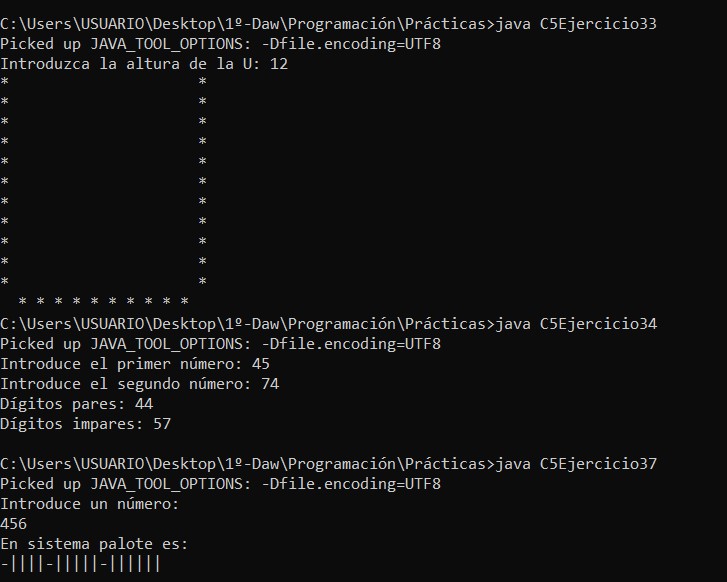 C:\Users\USUARIO\Desktop\1º-Daw\Programación\Prácticas>java C5Ejercicio33
Picked up JAVA_TOOL_OPTIONS: -Dfile.encoding=UTF8
Introduzca la altura de la U: 12
*                     *
*                     *
*                     *
*                     *
*                     *
*                     *
*                     *
*                     *
*                     *
*                     *
*                     *
  * * * * * * * * * *
C:\Users\USUARIO\Desktop\1º-Daw\Programación\Prácticas>java C5Ejercicio34
Picked up JAVA_TOOL_OPTIONS: -Dfile.encoding=UTF8
Introduce el primer número: 45
Introduce el segundo número: 74
Dígitos pares: 44
Dígitos impares: 57
C:\Users\USUARIO\Desktop\1º-Daw\Programación\Prácticas>java C5Ejercicio37
Picked up JAVA_TOOL_OPTIONS: -Dfile.encoding=UTF8
Introduce un número:
456
En sistema palote es:
-||||-|||||-||||||